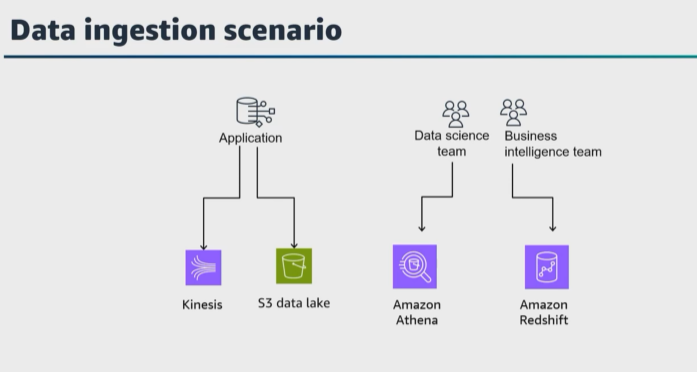 Data ingestion scenario
Application
Data science
team
Business
intelligence team
Kinesis
S3 data lake
Amazon
Athena
Amazon
Redshift